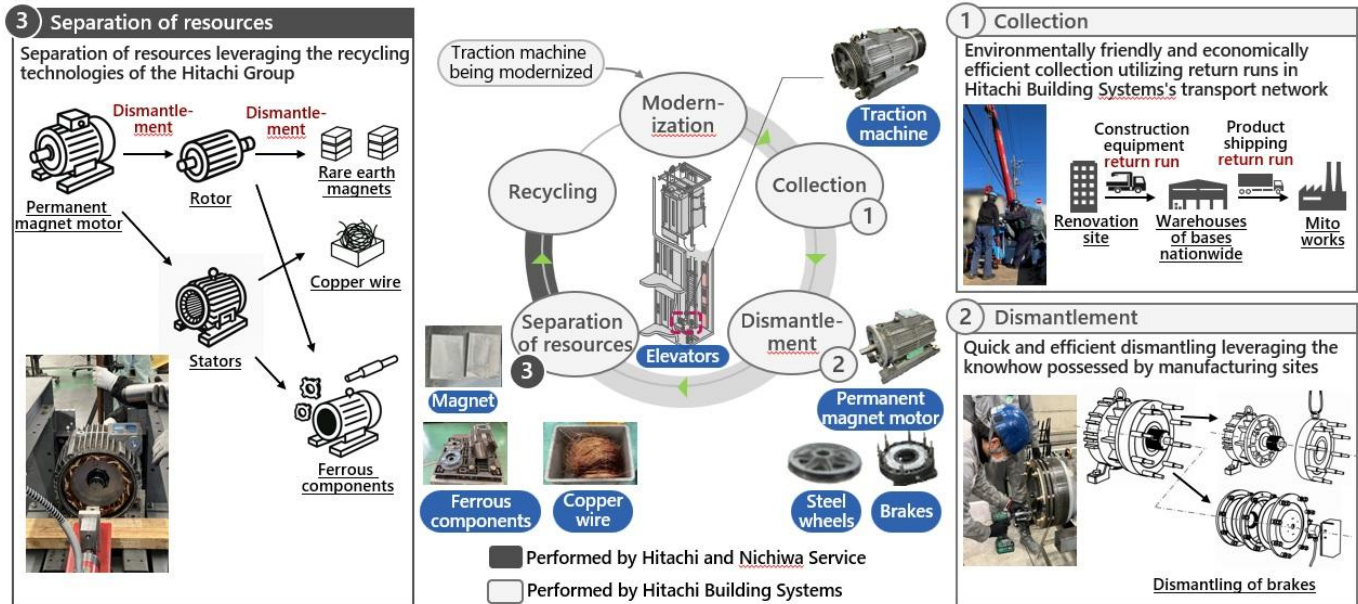 3 Separation of resources
Separation of resources leveraging the recycling
technologies of the Hitachi Group
Dismantle-
ment
Dismantle-
ment
Permanent
magnet motor
Rotor
Rare earth
magnets
Copper wire
Stators
Ferrous
components
Traction machine
being modernized
Modern-
ization
Traction
machine
Recycling
Collection
1
Separation
of resources
3
Elevators
Dismantle-
ment
2
Magnet
Permanent
magnet motor
Ferrous
components
Copper
wire
Steel
wheels
Brakes
Performed by Hitachi and Nichiwa Service
Performed by Hitachi Building Systems
1 Collection
Environmentally friendly and economically
efficient collection utilizing return runs in
Hitachi Building Systems's transport network
Construction
equipment
return run
Product
shipping
return run
Renovation
site
Warehouses
of bases
nationwide
Mito
works
2 Dismantlement
Quick and efficient dismantling leveraging the
knowhow possessed by manufacturing sites
Dismantling of brakes